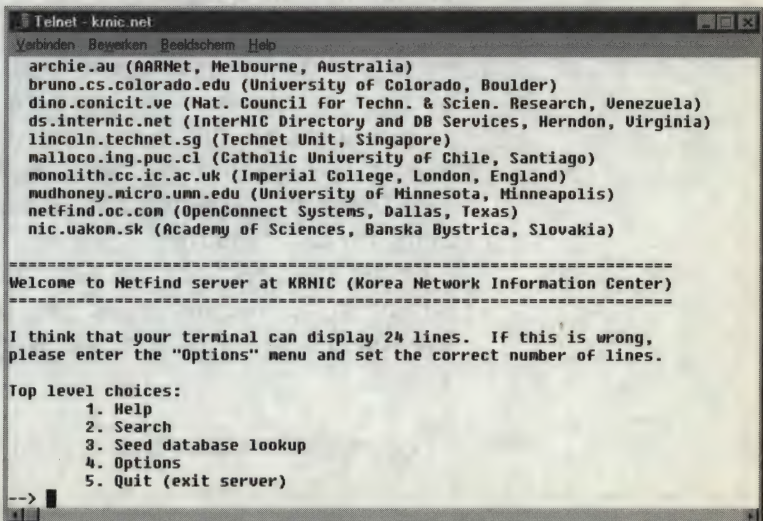 Telnet - krnic.net
Verbinden Bewerken Beeldscherm Help
archie.au (AARNet, Melbourne, Australia)
bruno.cs.colorado.edu (University of Colorado, Boulder)
dino.conicit.ve (Nat. Council for Techn. & Scien. Research, Venezuela)
ds.internic.net (InterNIC Directory and DB Services, Herndon, Virginia)
lincoln.technet.sg (Technet Unit, Singapore)
malloco.ing.puc.cl (Catholic University of Chile, Santiago)
monolith.cc.ic.ac.uk (Imperial College, London, England)
mudhoney.micro.umn.edu (University of Minnesota, Minneapolis)
netfind.oc.com (OpenConnect Systems, Dallas, Texas)
nic.uakom.sk (Academy of Sciences, Banska Bystrica, Slovakia)
======================================================================
Welcome to Netfind server at KRNIC (Korea Network Information Center)
======================================================================
I think that your terminal can display 24 lines. If this is wrong,
please enter the "Options" menu and set the correct number of lines.
Top level choices:
1. Help
2. Search
3. Seed database lookup
4. Options
5. Quit (exit server)
-->